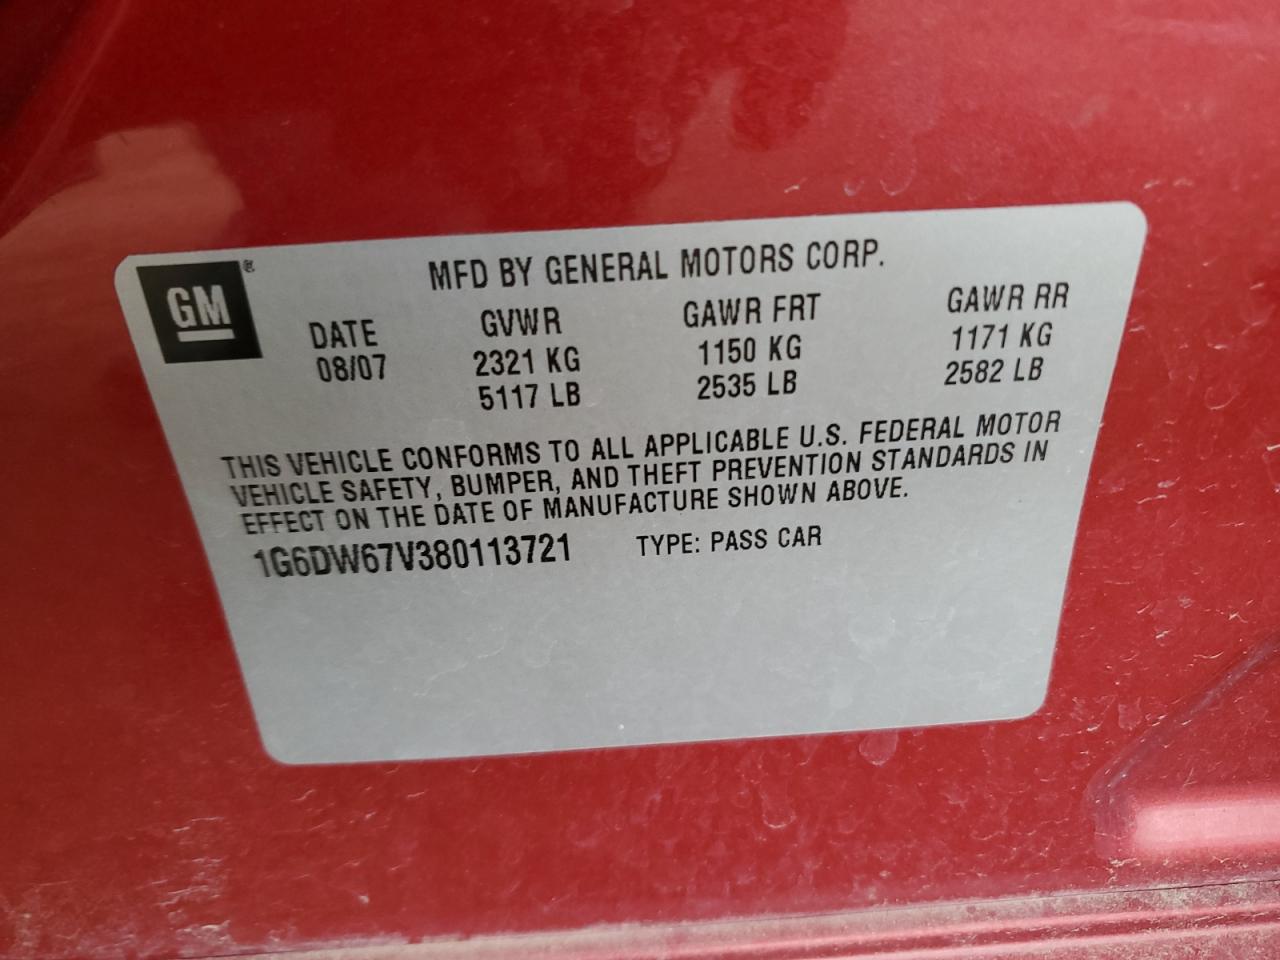 GM®
MFD BY GENERAL MOTORS CORP.
DATE GVWR GAWR FRT GAWR RR
08/07 2321 KG 1150 KG 1171 KG
5117 LB 2535 LB 2582 LB
THIS VEHICLE CONFORMS TO ALL APPLICABLE U.S. FEDERAL MOTOR
VEHICLE SAFETY, BUMPER, AND THEFT PREVENTION STANDARDS IN
EFFECT ON THE DATE OF MANUFACTURE SHOWN ABOVE.
1G6DW67V380113721 TYPE: PASS CAR